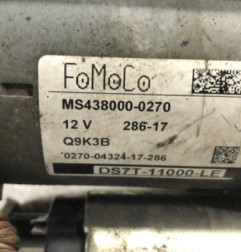 FoMoCo
MS438000-0270
12 V 286-17
Q9K3B
0270-04324-17-286
DS7T-11000-LE